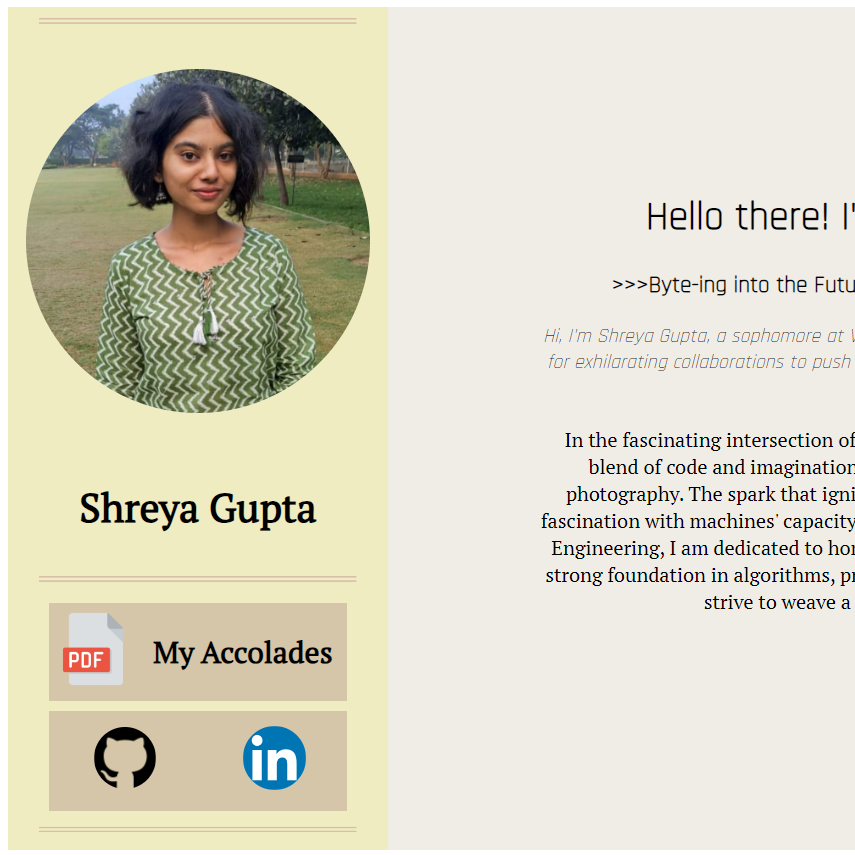 Shreya Gupta
PDF
My Accolades
in
Hello there! I'
>>>Byte-ing into the Futu
Hi, I'm Shreya Gupta, a sophomore at V
for exhilarating collaborations to push
In the fascinating intersection of
blend of code and imagination
photography. The spark that igni
fascination with machines' capacity
Engineering, I am dedicated to hor
strong foundation in algorithms, pr
strive to weave a